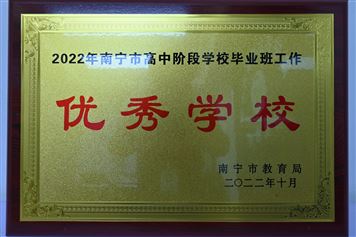 2022年南宁市高中阶段学校毕业班工作
优秀学校
南宁市教育局
二〇二二年十月